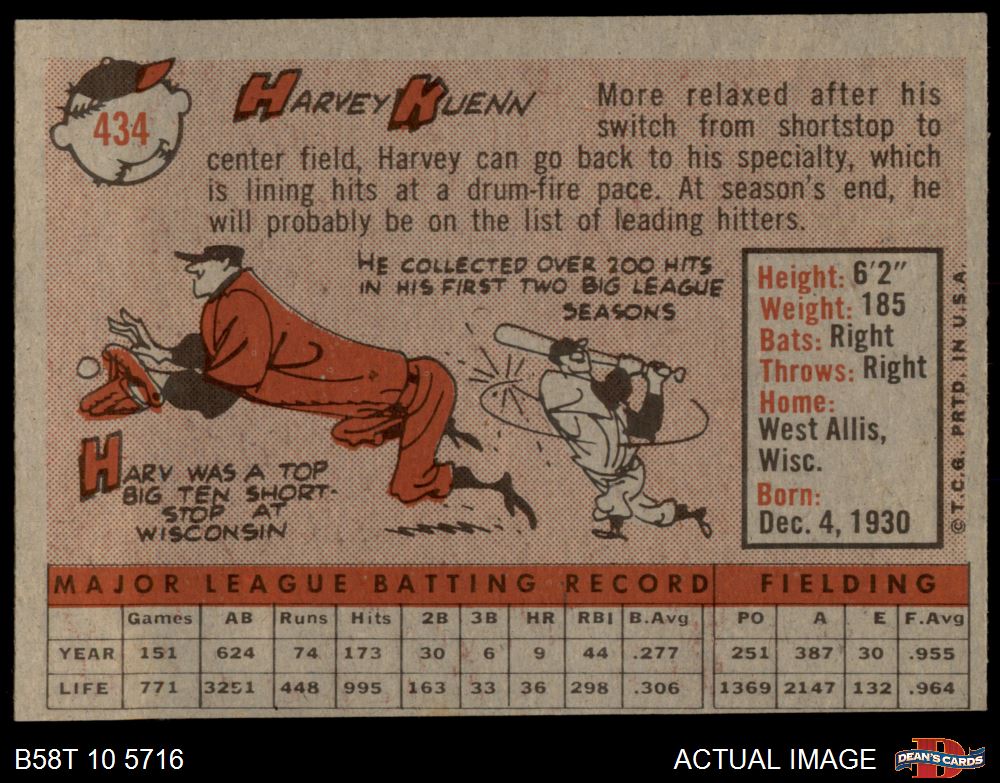 434
HARVEY KUENN
More relaxed after his
switch from shortstop to
center field, Harvey can go back to his specialty, which
is lining hits at a drum-fire pace. At season's end, he
will probably be on the list of leading hitters.
HE COLLECTED OVER 200 HITS
IN HIS FIRST TWO BIG LEAGUE
SEASONS
HARV WAS A TOP
BIG TEN SHORT-
STOP AT
WISCONSIN
Height: 6'2"
Weight: 185
Bats: Right
Throws: Right
Home:
West Allis,
Wisc.
Born:
Dec. 4, 1930
© T.C.G. PRTD. IN U.S.A.
MAJOR LEAGUE BATTING RECORD FIELDING
Games AB Runs Hits 2B 3B HR RBI B.Avg PO A E F.Avg
YEAR 151 624 74 173 30 6 9 44 .277 251 387 30 .955
LIFE 771 3251 448 995 163 33 36 298 .306 1369 2147 132 .964
B58T 10 5716 ACTUAL IMAGE D DEAN'S CARDS